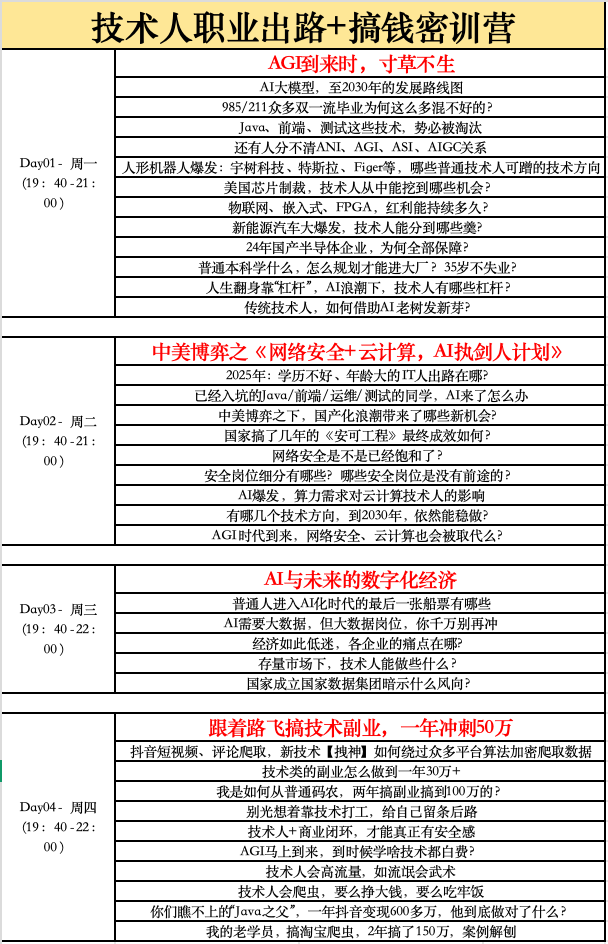 技术人职业出路+搞钱密训营
AGI到来时，寸草不生
AI大模型，至2030年的发展路线图
985/211众多双一流毕业为何这么多混不好的?
Java、前端、测试这些技术，势必被淘汰
还有人分不清ANI、AGI、ASI、AIGC关系
Day01 - 周一
(19：40 -21：
00）
人形机器人爆发：宇树科技、特斯拉、Figer等，哪些普通技术人可蹭的技术方向
美国芯片制裁，技术人从中能挖到哪些机会?
物联网、嵌入式、FPGA，红利能持续多久?
新能源汽车大爆发，技术人能分到哪些羹?
24年国产半导体企业，为何全部保障?
普通本科学什么，怎么规划才能进大厂? 35岁不失业?
人生翻身靠“杠杆”，AI浪潮下，技术人有哪些杠杆?
传统技术人，如何借助AI老树发新芽?
中美博弈之《网络安全+云计算，AI执剑人计划》
2025年：学历不好、年龄大的IT人出路在哪?
已经入坑的Java/前端/运维/测试的同学，AI来了怎么办
Day02 - 周二
(19：40 -21：
00）
中美博弈之下，国产化浪潮带来了哪些新机会?
国家搞了几年的《安可工程》最终成效如何?
网络安全是不是已经饱和了?
安全岗位细分有哪些? 哪些安全岗位是没有前途的?
AI爆发，算力需求对云计算技术人的影响
有哪几个技术方向，到2030年，依然能稳做?
AGI时代到来，网络安全、云计算也会被取代么?
AI与未来的数字化经济
Day03 - 周三
(19：40 -22：
00）
普通人进入AI化时代的最后一张船票有哪些
AI需要大数据，但大数据岗位，你千万别再冲
经济如此低迷，各企业的痛点在哪?
存量市场下，技术人能做些什么?
国家成立国家数据集团暗示什么风向?
跟着路飞搞技术副业，一年冲刺50万
抖音短视频、评论爬取，新技术【拽神】如何绕过众多平台算法加密爬取数据
技术类的副业怎么做到一年30万+
我是如何从普通码农，两年搞副业搞到100万的?
Day04 - 周四
(19：40 -22：
00）
别光想着靠技术打工，给自己留条后路
技术人+商业闭环，才能真正有安全感
AGI马上到来，到时候学啥技术都白费?
技术人会高流量，如流氓会武术
技术人会爬虫，要么挣大钱，要么吃牢饭
你们瞧不上的“Java之父”，一年抖音变现600多万，他到底做对了什么?
我的老学员，搞淘宝爬虫，2年搞了150万，案例解刨